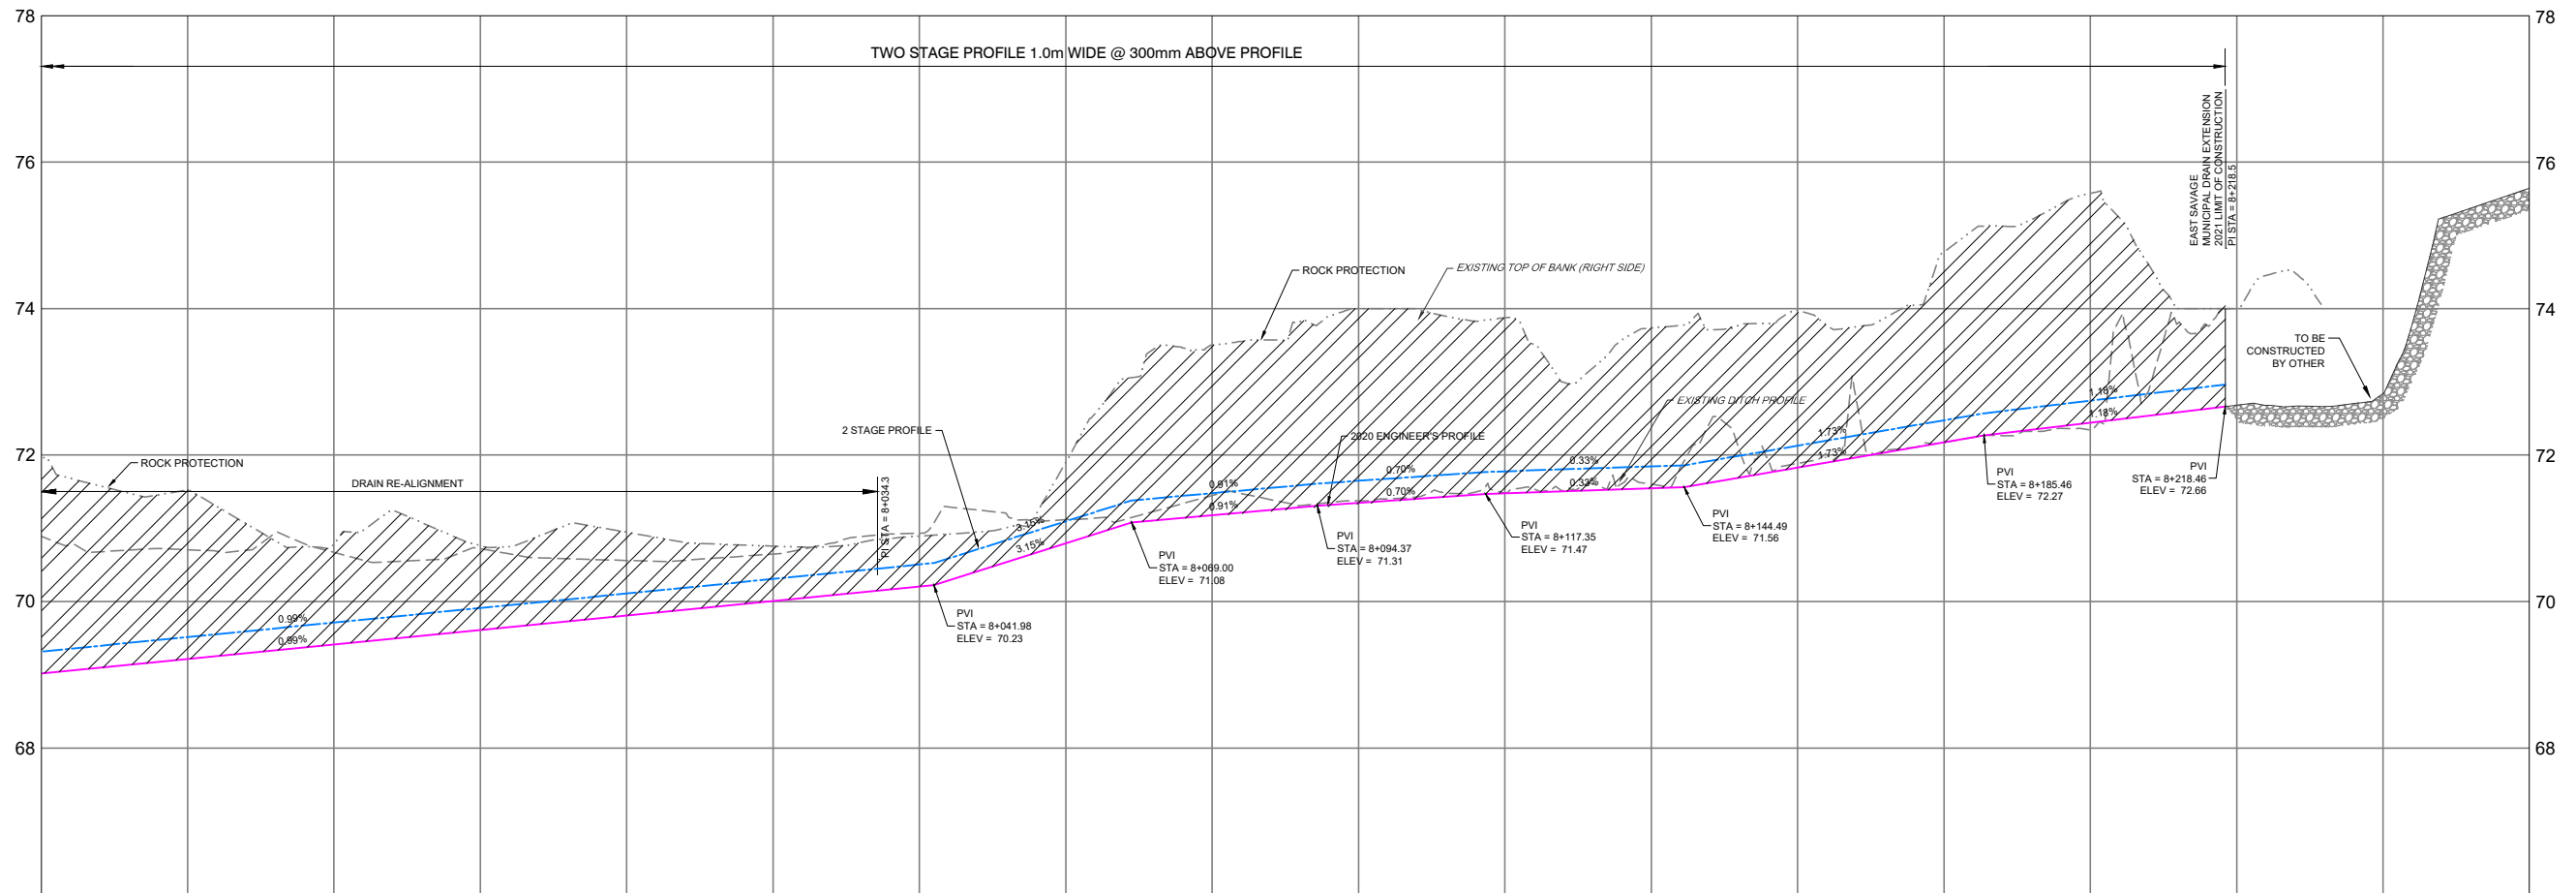 78
78
TWO STAGE PROFILE 1.0m WIDE @ 300mm ABOVE PROFILE
EAST SAVAGE
MUNICIPAL DRAIN EXTENSION
2021 LIMIT OF CONSTRUCTION
PI STA = 8+218.5
76
76
ROCK PROTECTION
EXISTING TOP OF BANK (RIGHT SIDE)
74
74
TO BE
CONSTRUCTED
BY OTHER
1.18%
1.18%
EXISTING DITCH PROFILE
2 STAGE PROFILE
2020 ENGINEER'S PROFILE
1.73%
1.73%
72
72
ROCK PROTECTION
DRAIN RE-ALIGNMENT
PI STA = 8+034.3
0.91%
0.91%
0.70%
0.70%
0.33%
0.33%
3.15%
3.15%
PVI
STA = 8+218.46
ELEV = 72.66
PVI
STA = 8+185.46
ELEV = 72.27
PVI
STA = 8+144.49
ELEV = 71.56
PVI
STA = 8+117.35
ELEV = 71.47
PVI
STA = 8+094.37
ELEV = 71.31
PVI
STA = 8+069.00
ELEV = 71.08
70
70
0.99%
0.99%
PVI
STA = 8+041.98
ELEV = 70.23
68
68